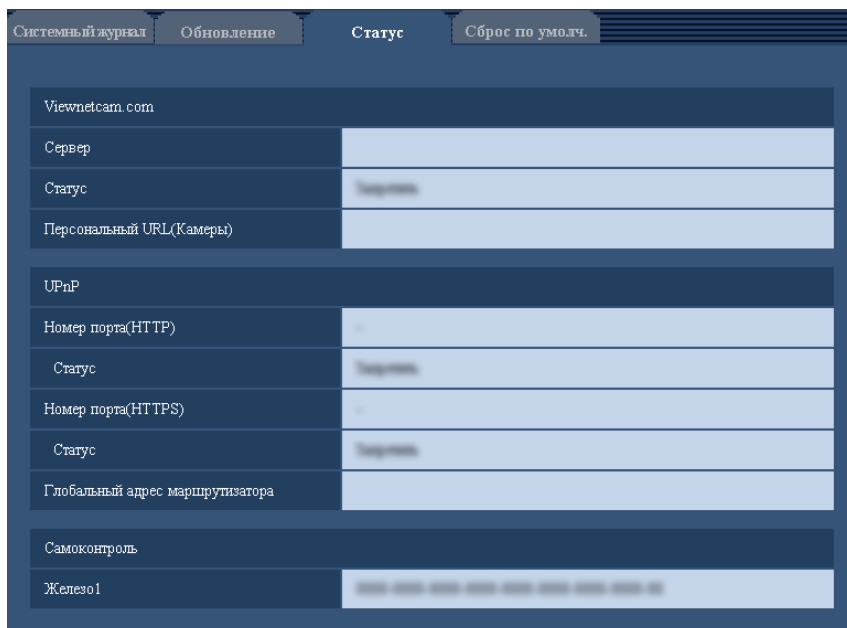 Системный журнал Обновление Статус Сброс по умолч.
Viewnetcam.com
Сервер
Статус
Персональный URL(Камеры)
UPnP
Номер порта(HTTP) -
Статус
Номер порта(HTTPS) -
Статус
Глобальный адрес маршрутизатора
Самоконтроль
Железо1